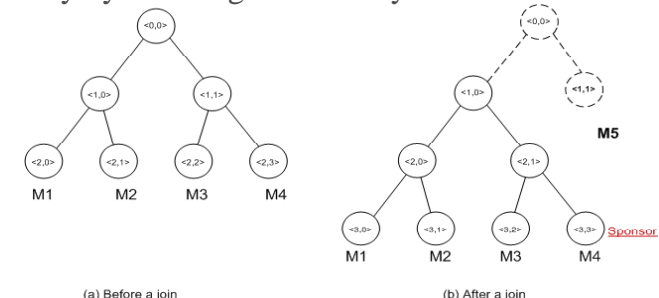 <0,0>
<0,0>
<1,0>
<1,1>
<1,0>
<1,1>
M5
<2,0>
<2,1>
<2,2>
<2,3>
<2,0>
<2,1>
M1
M2
M3
M4
<3,0>
<3,1>
<3,2>
<3,3>
Sponsor
M1
M2
M3
M4
(a) Before a join
(b) After a join